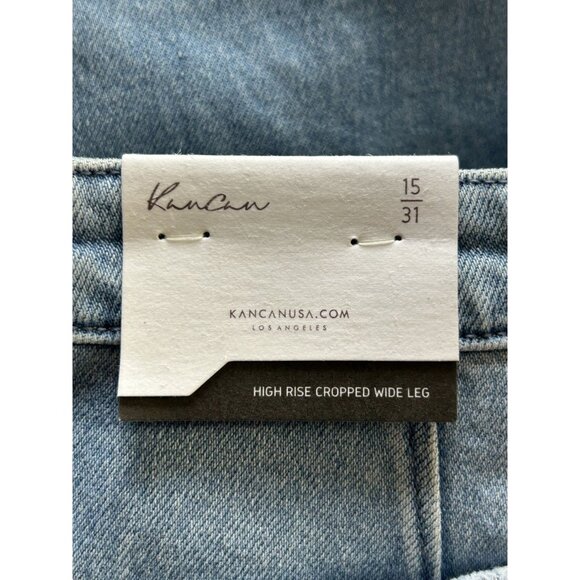 KanCan
15
31
KANCANUSA.COM
LOS ANGELES
HIGH RISE CROPPED WIDE LEG